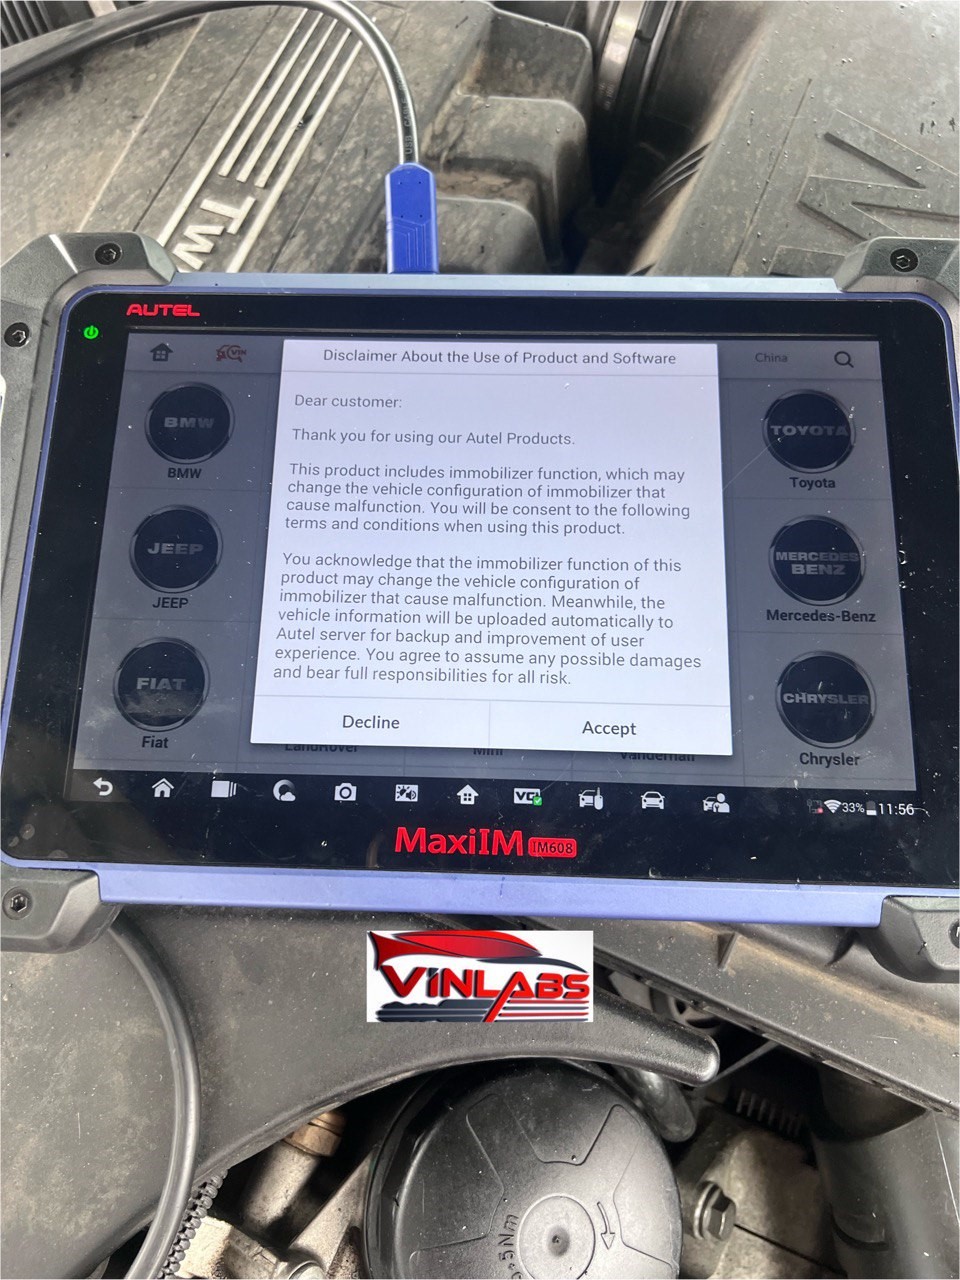 Tw
M
AUTEL
VIN
Disclaimer About the Use of Product and Software
China
Dear customer:
Thank you for using our Autel Products.
This product includes immobilizer function, which may
change the vehicle configuration of immobilizer that
cause malfunction. You will be consent to the following
terms and conditions when using this product.
You acknowledge that the immobilizer function of this
product may change the vehicle configuration of
immobilizer that cause malfunction. Meanwhile, the
vehicle information will be uploaded automatically to
Autel server for backup and improvement of user
experience. You agree to assume any possible damages
and bear full responsibilities for all risk.
Decline
Accept
BMW
BMW
JEEP
JEEP
FIAT
Fiat
LandRover
Mini
TOYOTA
Toyota
MERCEDES
BENZ
Mercedes-Benz
CHRYSLER
Chrysler
VCI
33%
11:56
MaxiIM IM608
VINLABS
5Nm